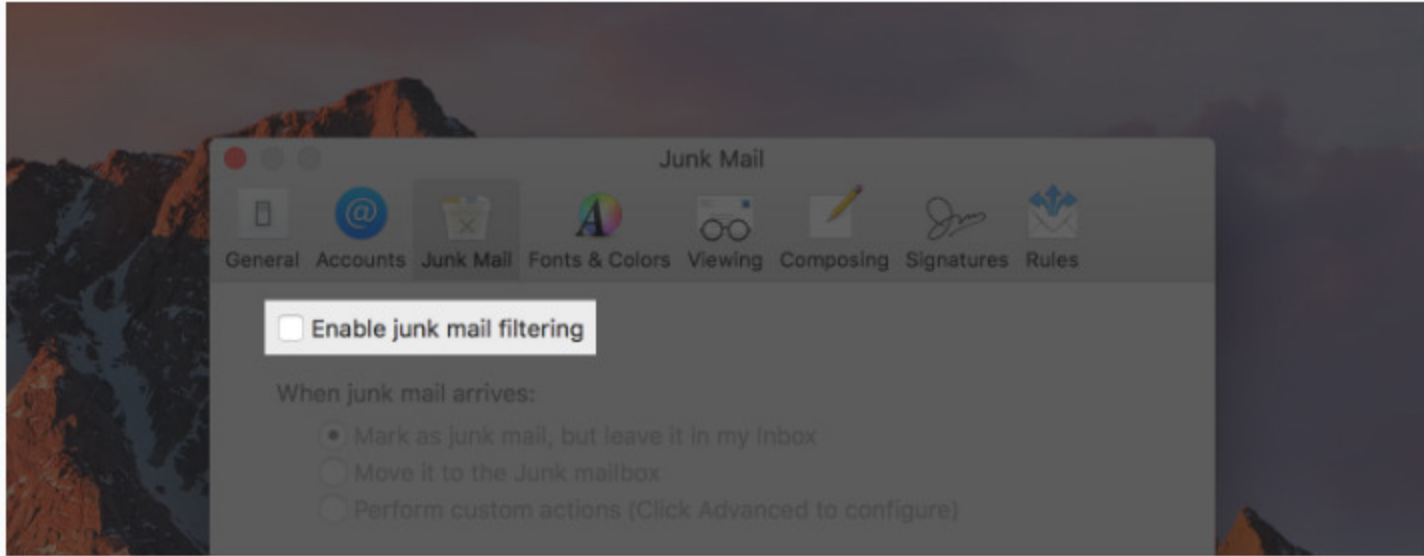 Junk Mail
General Accounts Junk Mail Fonts & Colors Viewing Composing Signatures Rules
Enable junk mail filtering
When junk mail arrives:
Mark as junk mail, but leave it in my Inbox
Move it to the Junk mailbox
Perform custom actions (Click Advanced to configure)